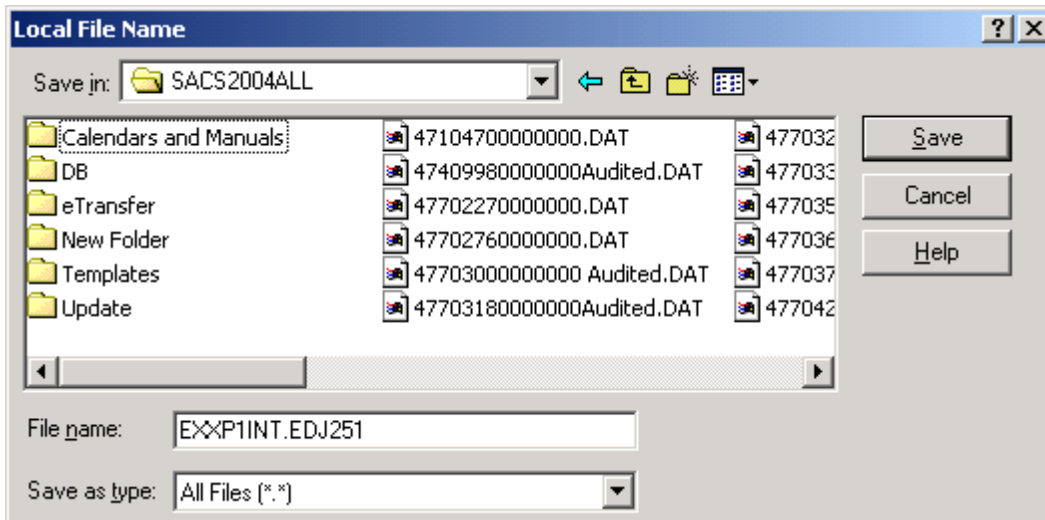 Local File Name
Save in: SACS2004ALL
Calendars and Manuals
DB
eTransfer
New Folder
Templates
Update
47104700000000.DAT
47409980000000Audited.DAT
47702270000000.DAT
47702760000000.DAT
47703000000000 Audited.DAT
47703180000000Audited.DAT
477032
477033
477035
477036
477037
477042
Save
Cancel
Help
File name: EXXP1INT.EDJ251
Save as type: All Files (*.*)